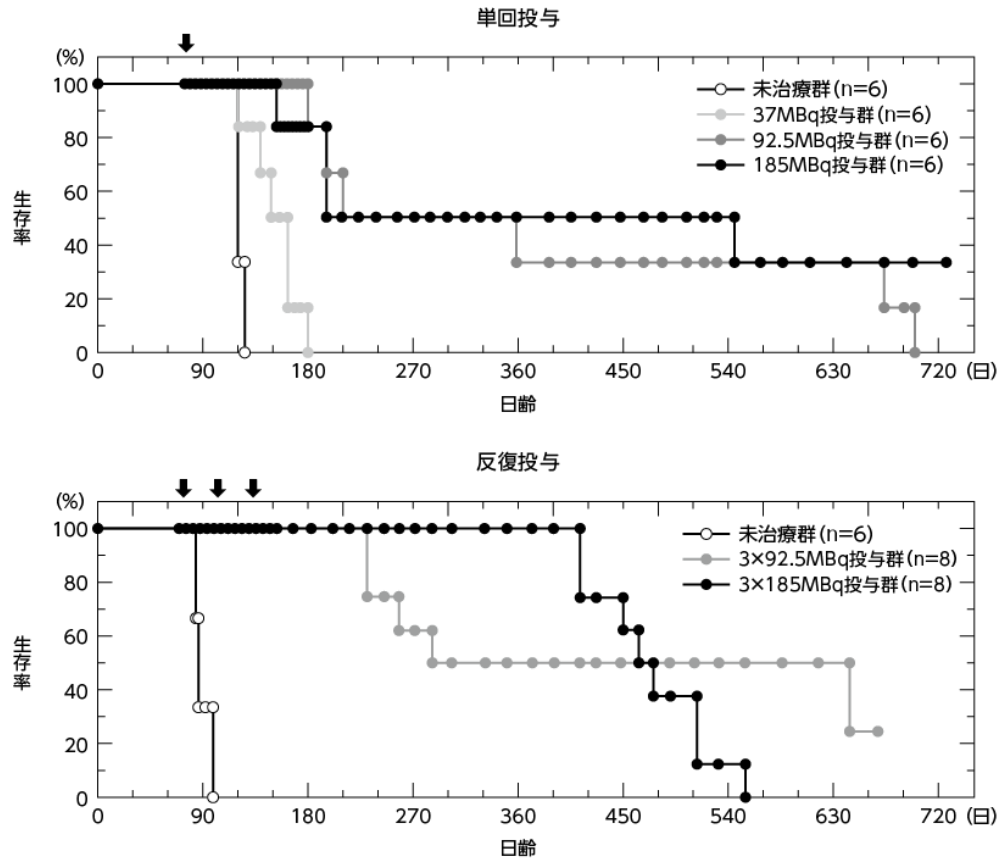 単回投与
(%)
100
80
60
40
20
0
生存率
未治療群(n=6)
37MBq投与群(n=6)
92.5MBq投与群(n=6)
185MBq投与群(n=6)
0 90 180 270 360 450 540 630 720 (日)
日齢
反復投与
(%)
100
80
60
40
20
0
生存率
未治療群(n=6)
3×92.5MBq投与群(n=8)
3×185MBq投与群(n=8)
0 90 180 270 360 450 540 630 720 (日)
日齢